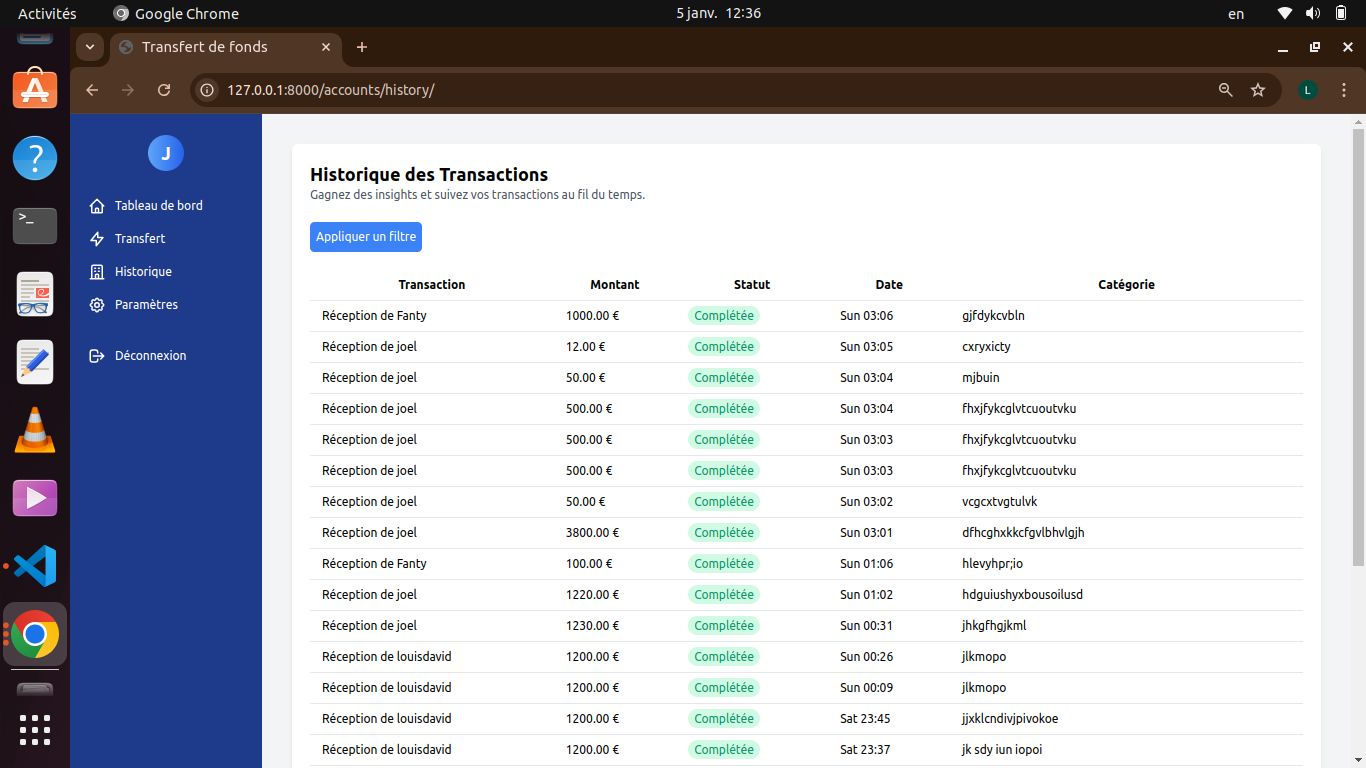 Activités Google Chrome 5 janv. 12:36 en
Transfert de fonds
127.0.0.1:8000/accounts/history/ L
J
Tableau de bord
Transfert
Historique
Paramètres
Déconnexion
Historique des Transactions
Gagnez des insights et suivez vos transactions au fil du temps.
Appliquer un filtre
Transaction Montant Statut Date Catégorie
Réception de Fanty 1000.00 € Complétée Sun 03:06 gjfdykcvbln
Réception de joel 12.00 € Complétée Sun 03:05 cxryxicty
Réception de joel 50.00 € Complétée Sun 03:04 mjbuin
Réception de joel 500.00 € Complétée Sun 03:04 fhxjfykcglvtcuoutvku
Réception de joel 500.00 € Complétée Sun 03:03 fhxjfykcglvtcuoutvku
Réception de joel 500.00 € Complétée Sun 03:03 fhxjfykcglvtcuoutvku
Réception de joel 50.00 € Complétée Sun 03:02 vcgcxtvgtulvk
Réception de joel 3800.00 € Complétée Sun 03:01 dfhcghxkkcfgvlbhvlgjh
Réception de Fanty 100.00 € Complétée Sun 01:06 hlevyhpr;io
Réception de joel 1220.00 € Complétée Sun 01:02 hdguiushyxbousoilusd
Réception de joel 1230.00 € Complétée Sun 00:31 jhkgfhgjkml
Réception de louisdavid 1200.00 € Complétée Sun 00:26 jlkmopo
Réception de louisdavid 1200.00 € Complétée Sun 00:09 jlkmopo
Réception de louisdavid 1200.00 € Complétée Sat 23:45 jjxklcndivjpivokoe
Réception de louisdavid 1200.00 € Complétée Sat 23:37 jk sdy iun iopoi